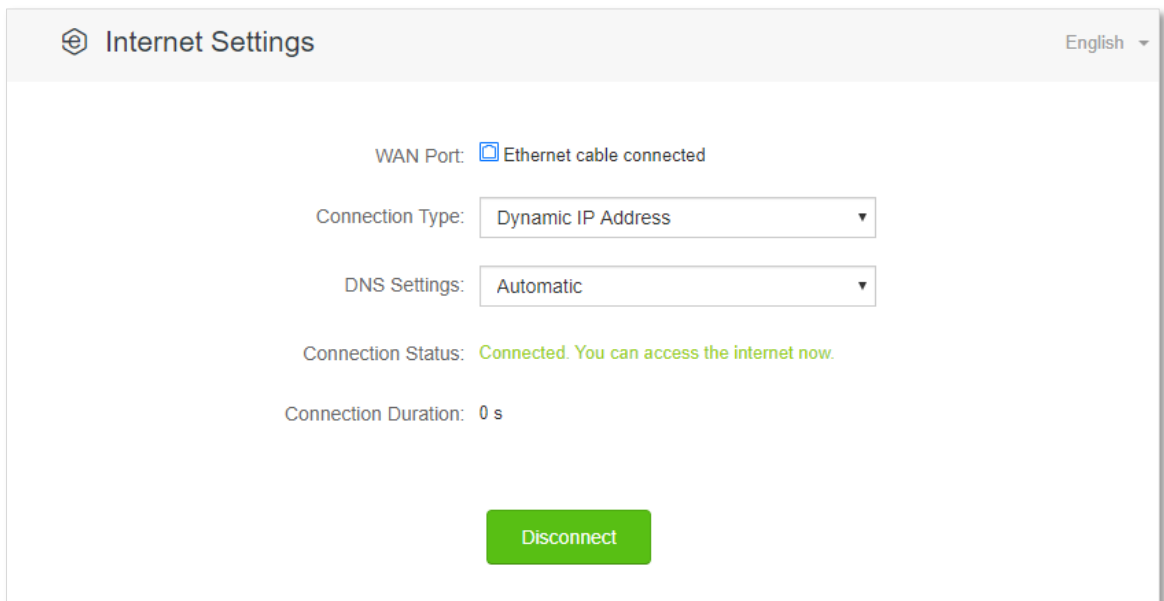 Internet Settings
English
WAN Port: Ethernet cable connected
Connection Type: Dynamic IP Address
DNS Settings: Automatic
Connection Status: Connected. You can access the internet now.
Connection Duration: 0 s
Disconnect